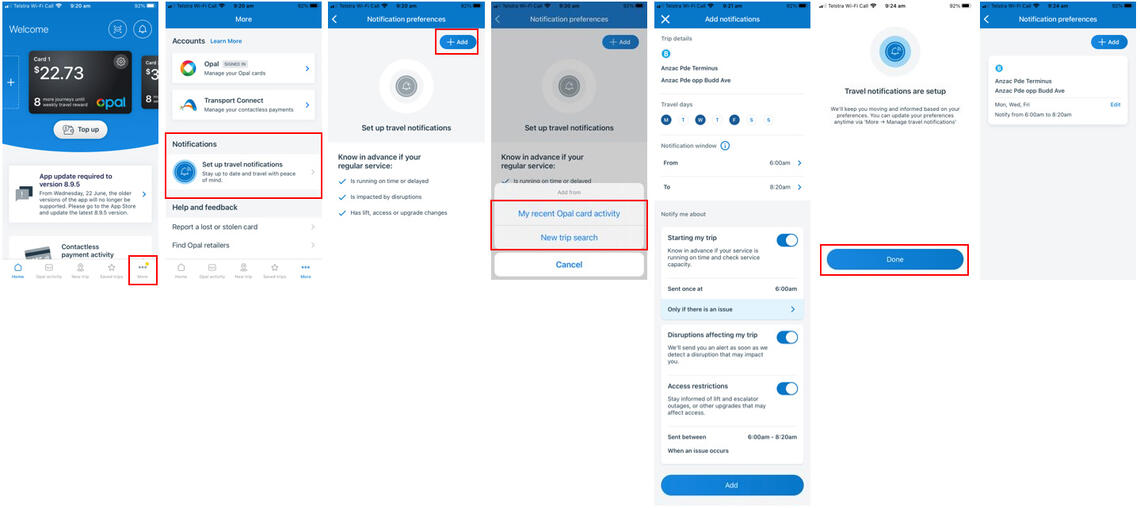 Telstra Wi-Fi Call 9:20 am 92%
Welcome
Card 1
$22.73
8 more journeys until
weekly travel reward
opal
Top up
App update required to
version 8.9.5
From Wednesday, 22 June, the older
versions of the app will no longer be
supported. Please go to the App Store
and update the latest 8.9.5 version.
Contactless
payment activity
Home
Opal activity
New trip
Saved trips
More
Telstra Wi-Fi Call 9:20 am 92%
More
Accounts Learn More
Opal SIGNED IN
Manage your Opal cards
Transport Connect
Manage your contactless payments
Notifications
Set up travel notifications
Stay up to date and travel with peace
of mind.
Help and feedback
Report a lost or stolen card
Find Opal retailers
Home
Opal activity
New trip
Saved trips
More
Telstra Wi-Fi Call 9:20 am 92%
Notification preferences
+ Add
Set up travel notifications
Know in advance if your
regular service:
Is running on time or delayed
Is impacted by disruptions
Has lift, access or upgrade changes
Telstra Wi-Fi Call 9:20 am 92%
Notification preferences
+ Add
Set up travel notifications
Know in advance if your
regular service:
Is running on time or delayed
Add from
My recent Opal card activity
New trip search
Cancel
Telstra Wi-Fi Call 9:21 am 92%
Add notifications
Trip details
B
Anzac Pde Terminus
Anzac Pde opp Budd Ave
Travel days
M T W T F S S
Notification window
From 6:00am
To 8:20am
Notify me about
Starting my trip
Know in advance if your service is
running on time and check service
capacity.
Sent once at 6:00am
Only if there is an issue
Disruptions affecting my trip
We'll send you an alert as soon as we
detect a disruption that may impact
you.
Access restrictions
Stay informed of lift and escalator
outages, or other upgrades that may
affect access.
Sent between 6:00am - 8:20am
When an issue occurs
Add
Telstra Wi-Fi Call 9:24 am 92%
Travel notifications are setup
We'll keep you moving and informed based on your
preferences. You can update your preferences
anytime via 'More → Manage travel notifications'
Done
Telstra Wi-Fi Call 9:24 am 92%
Notification preferences
+ Add
B
Anzac Pde Terminus
Anzac Pde opp Budd Ave
Mon, Wed, Fri Edit
Notify from 6:00am to 8:20am